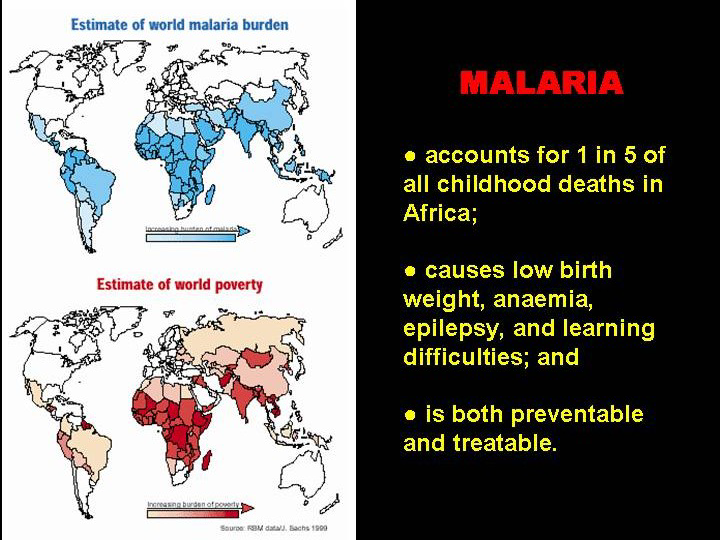 Estimate of world malaria burden
Increasing burden of malaria
Estimate of world poverty
Increasing burden of poverty
Source: RBM data/J. Sachs 1999
MALARIA
● accounts for 1 in 5 of
all childhood deaths in
Africa;
● causes low birth
weight, anaemia,
epilepsy, and learning
difficulties; and
● is both preventable
and treatable.